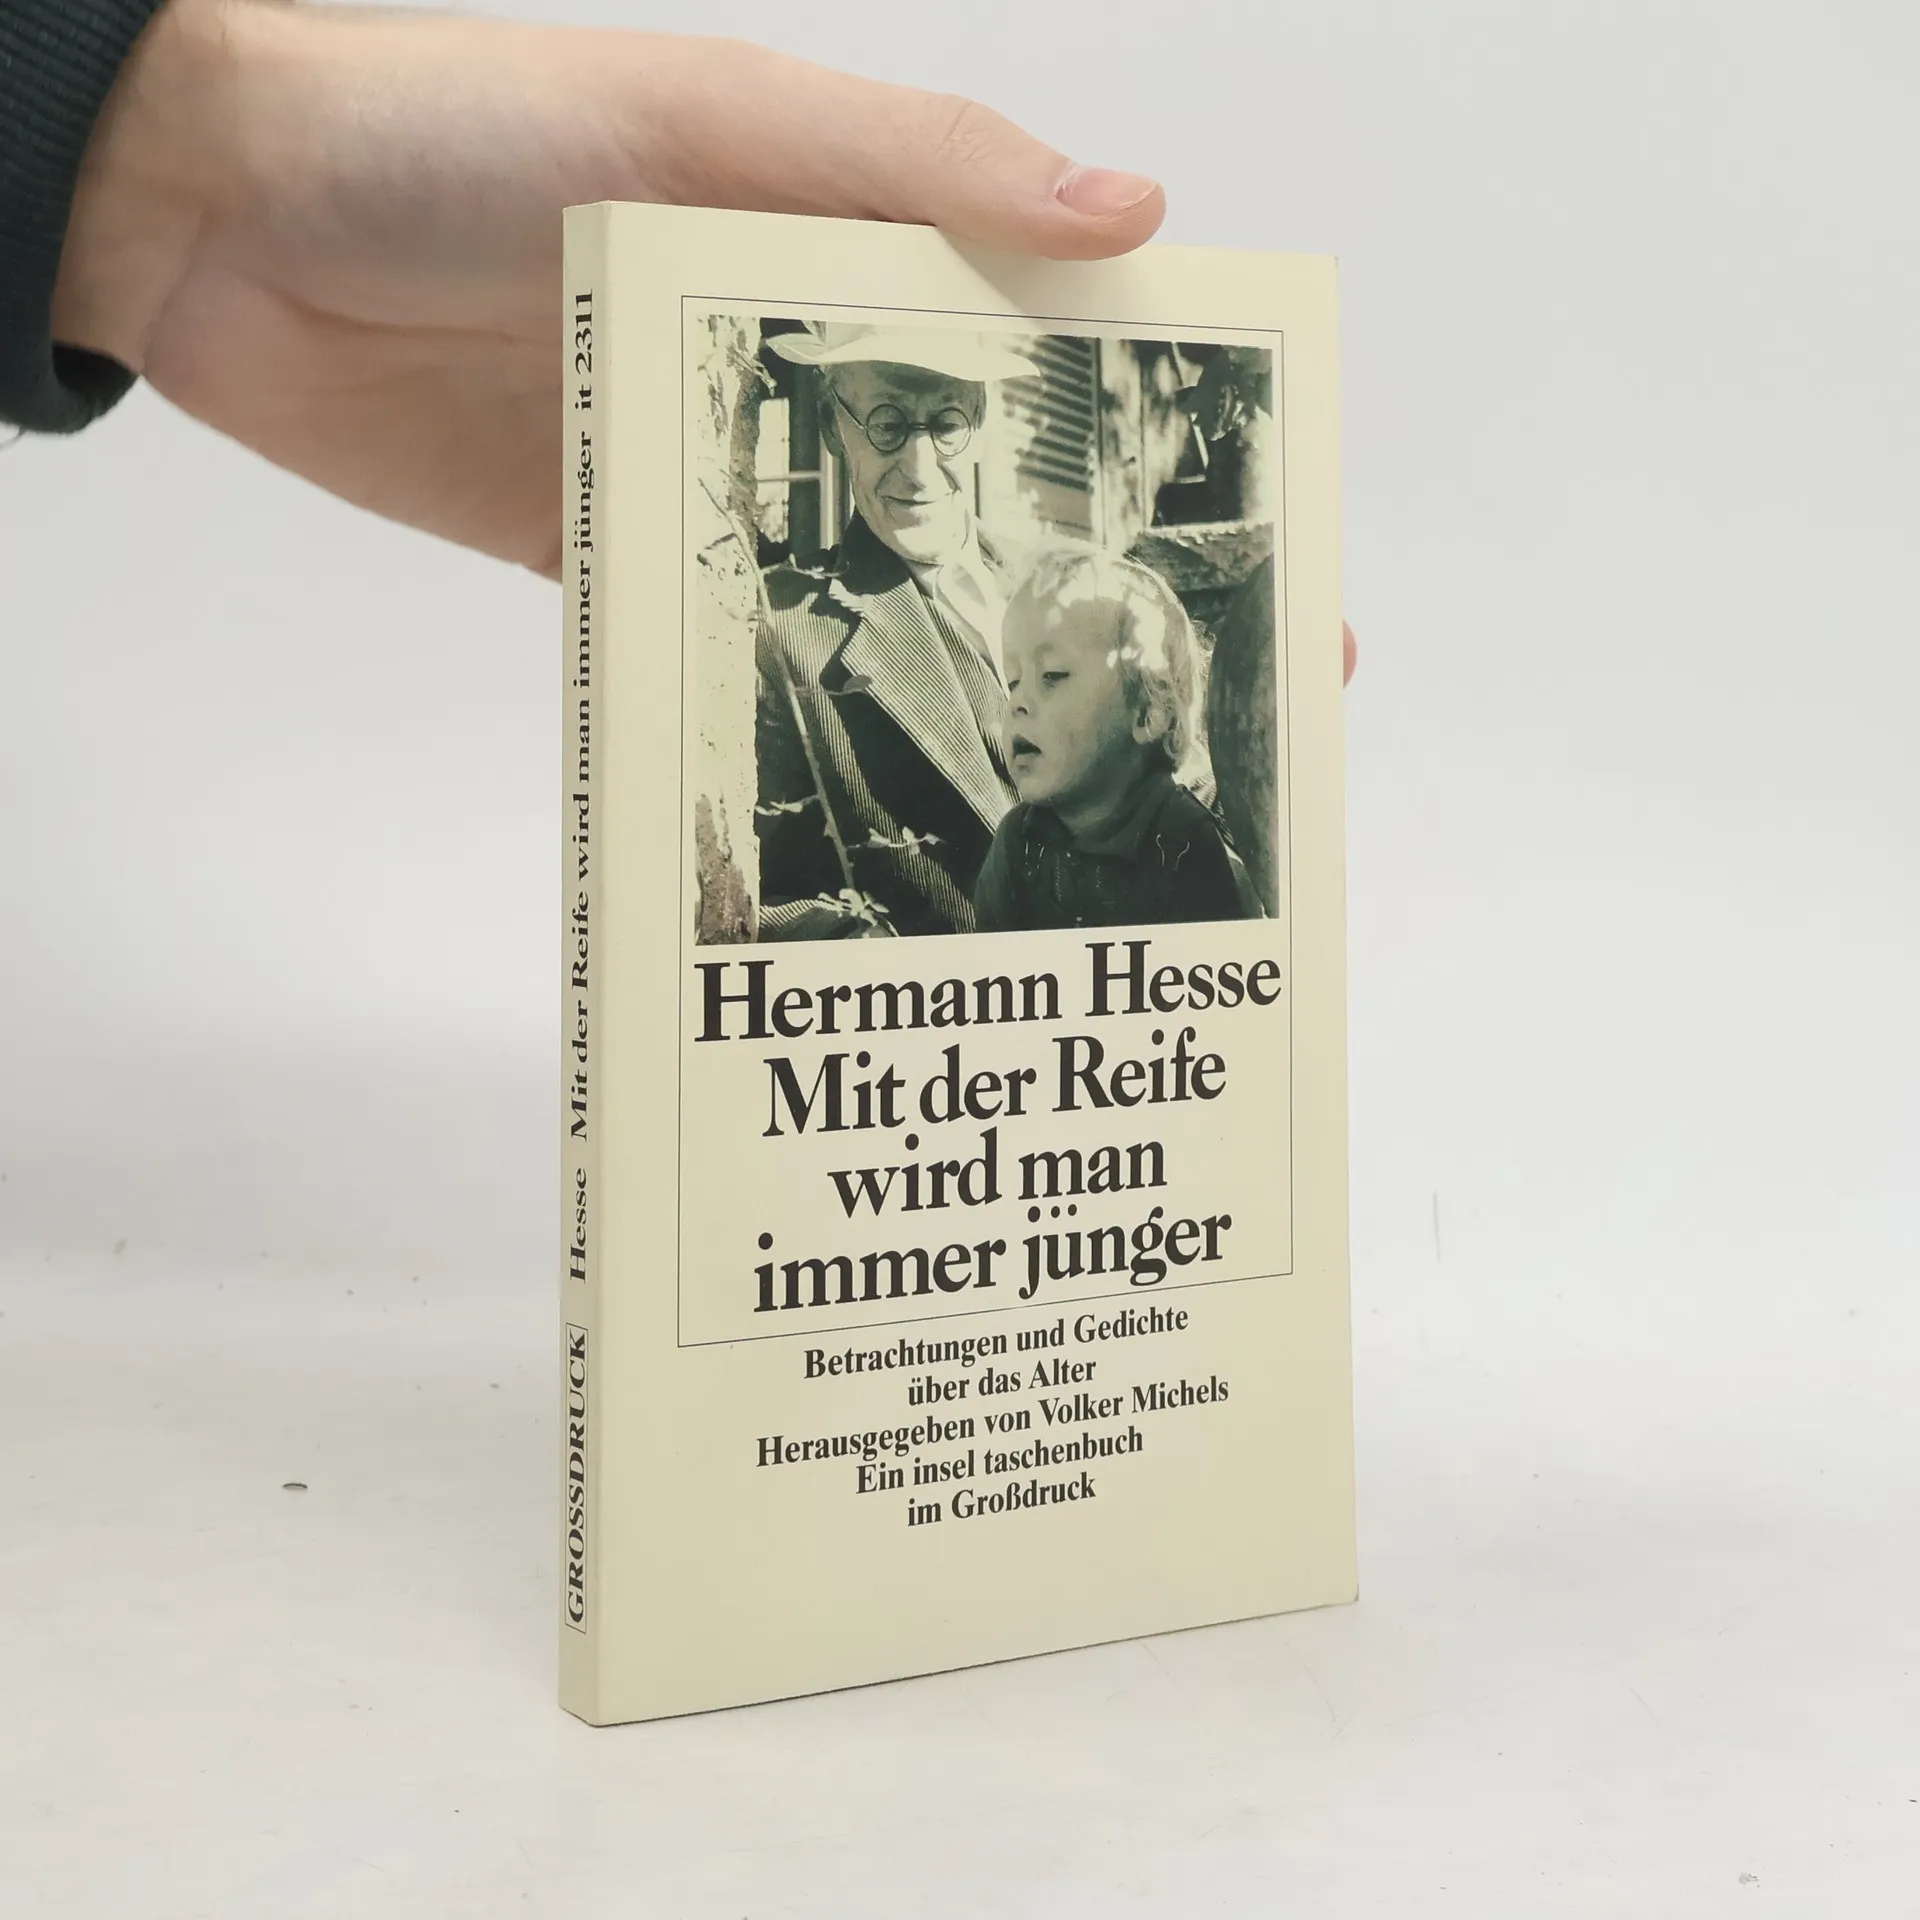 Hermann Hesse
Mit der Reife
wird man
immer jünger
Betrachtungen und Gedichte
über das Alter
Herausgegeben von Volker Michels
Ein insel taschenbuch
im Großdruck
GROSSDRUCK Hesse Mit der Reife wird man immer jünger it 2311